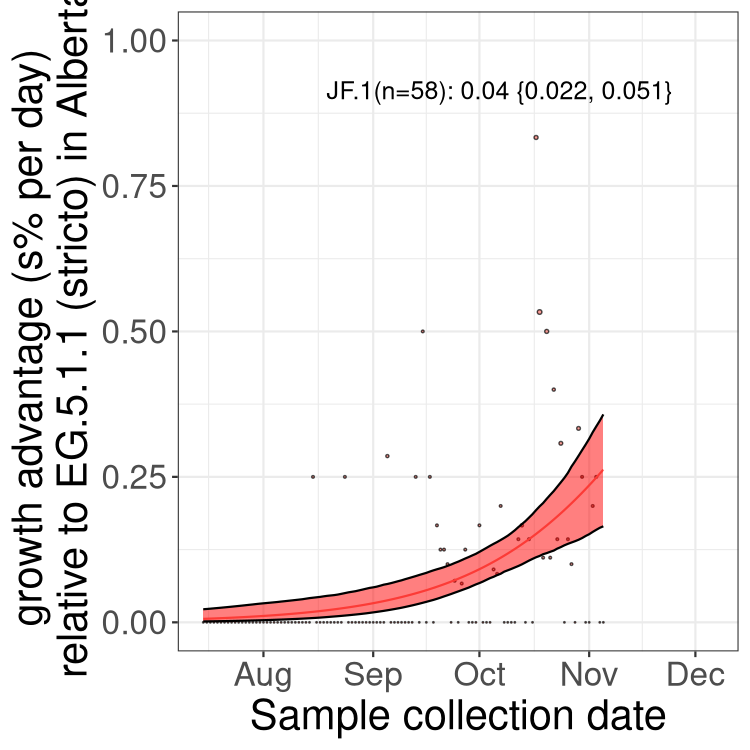 growth advantage (s% per day)
relative to EG.5.1.1 (stricto) in Alberta
1.00
0.75
0.50
0.25
0.00
JF.1(n=58): 0.04 {0.022, 0.051}
Aug Sep Oct Nov Dec
Sample collection date